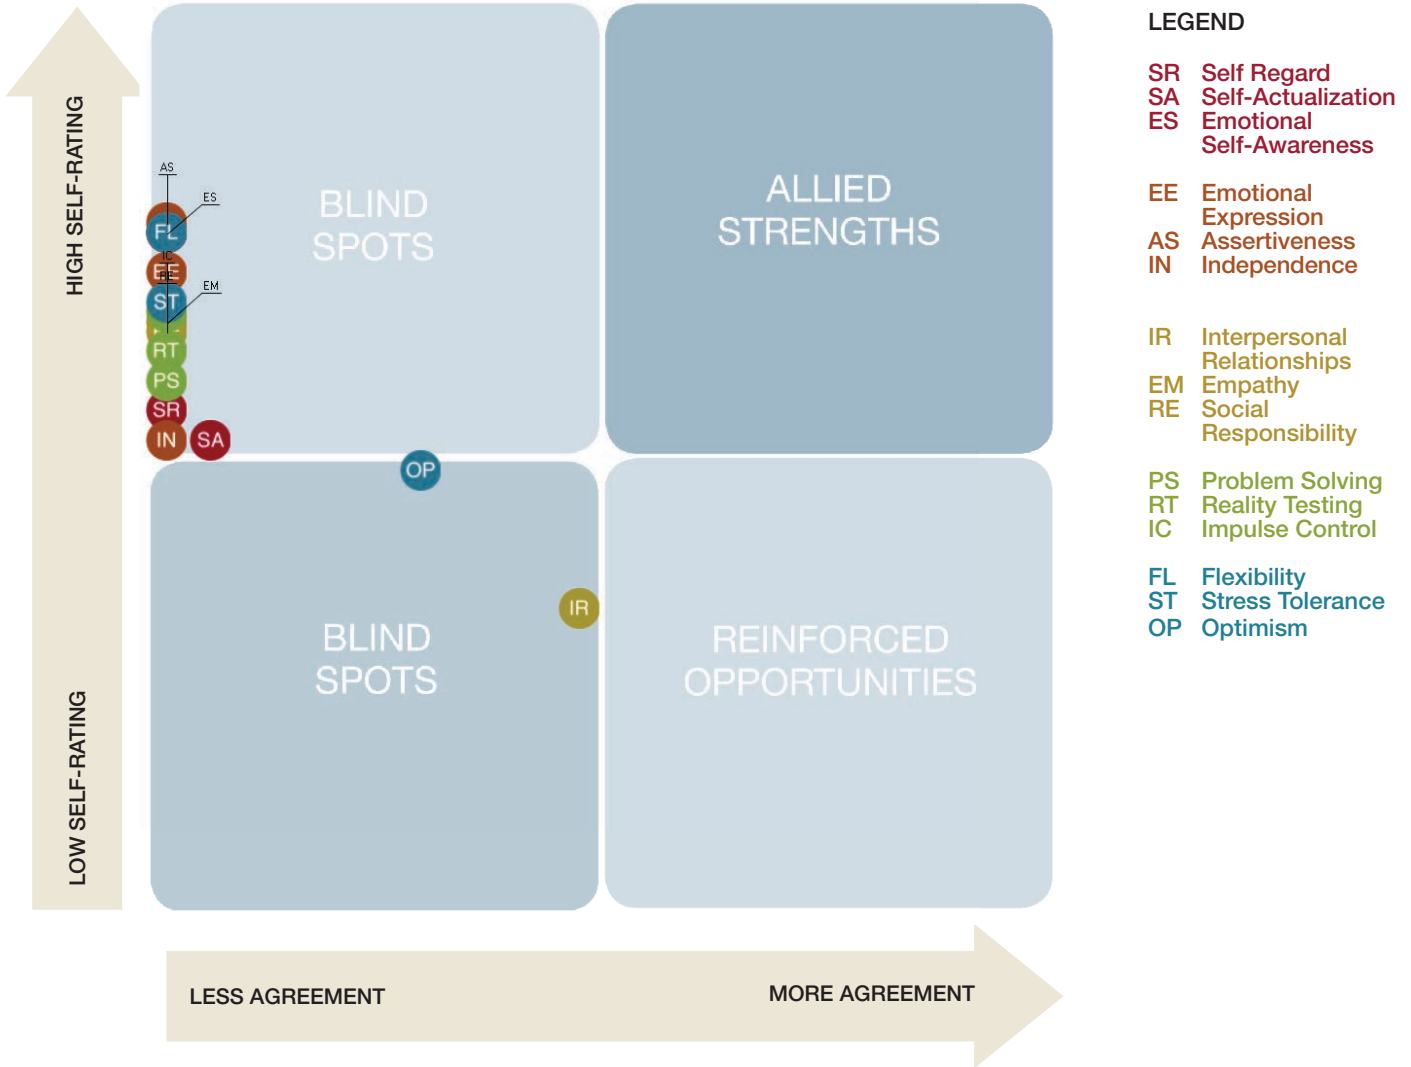 HIGH SELF-RATING
LOW SELF-RATING
BLIND
SPOTS
ALLIED
STRENGTHS
AS
ES
FL
IC
EE
RE
EM
ST
RT
PS
SR
IN
SA
OP
IR
BLIND
SPOTS
REINFORCED
OPPORTUNITIES
LESS AGREEMENT
MORE AGREEMENT
LEGEND
SR Self Regard
SA Self-Actualization
ES Emotional
Self-Awareness
EE Emotional
Expression
AS Assertiveness
IN Independence
IR Interpersonal
Relationships
EM Empathy
RE Social
Responsibility
PS Problem Solving
RT Reality Testing
IC Impulse Control
FL Flexibility
ST Stress Tolerance
OP Optimism